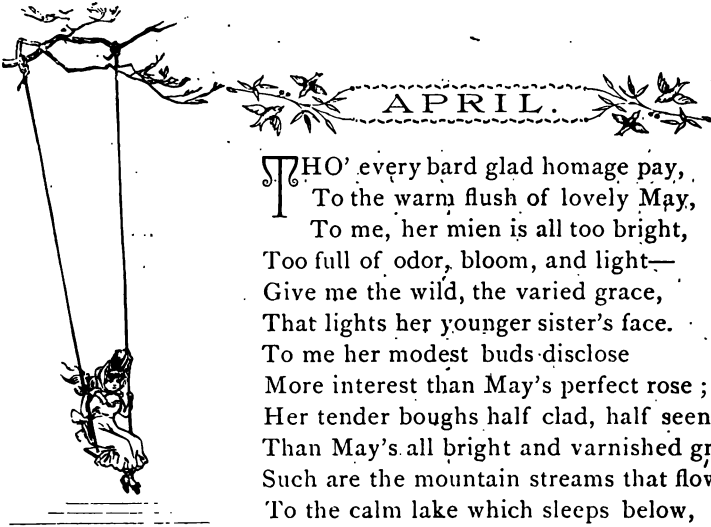 APRIL.
THO' every bard glad homage pay,
To the warm flush of lovely May,
To me, her mien is all too bright,
Too full of odor, bloom, and light—
Give me the wild, the varied grace,
That lights her younger sister's face.
To me her modest buds disclose
More interest than May's perfect rose;
Her tender boughs half clad, half seen
Than May's all bright and varnished
Such are the mountain streams that
To the calm lake which sleeps below,